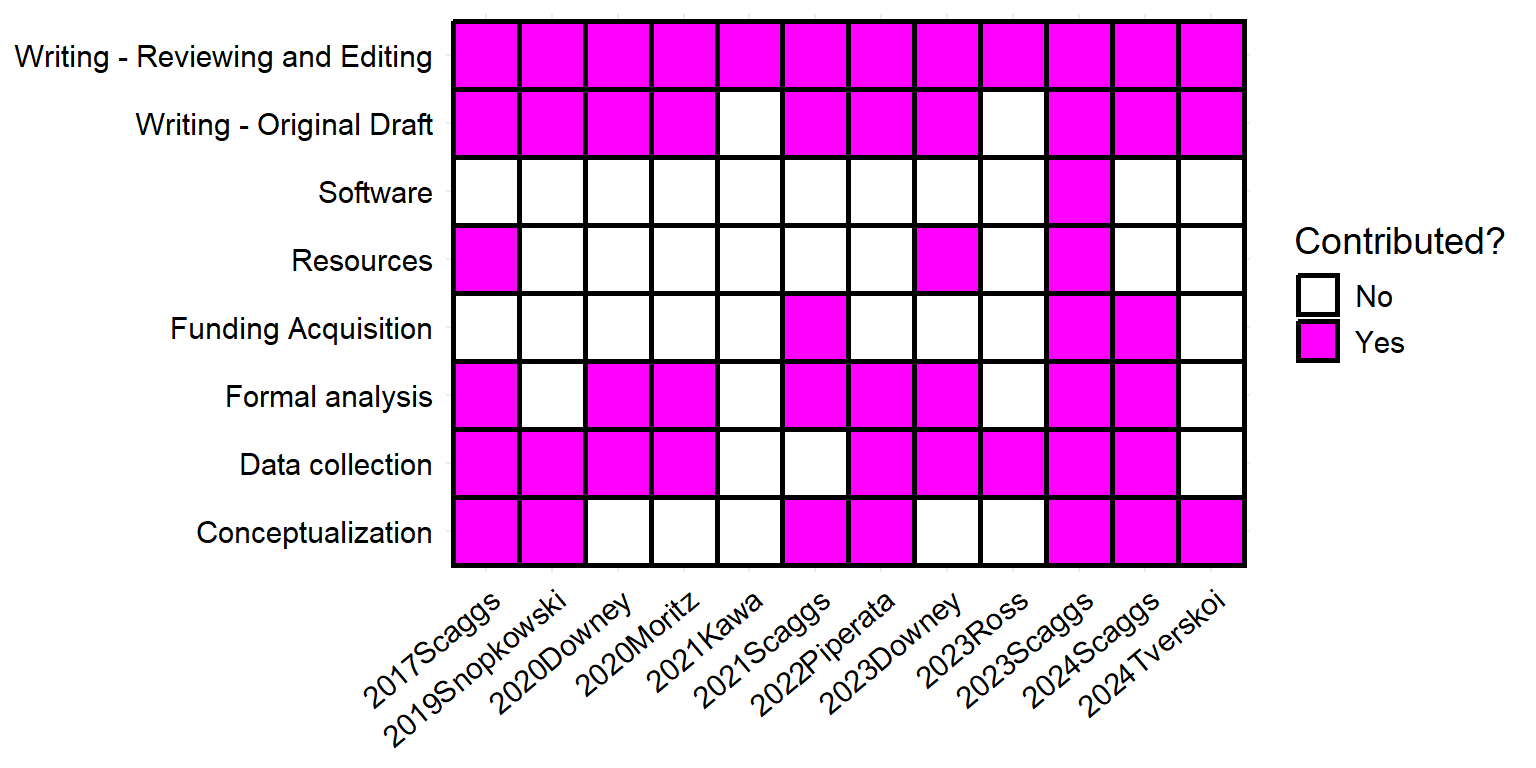 Writing - Reviewing and Editing
Writing - Original Draft
Software
Resources
Funding Acquisition
Formal analysis
Data collection
Conceptualization
2017Scaggs
2019Snopkowski
2020Downey
2020Moritz
2021Kawa
2021Scaggs
2022Piperata
2023Downey
2023Ross
2023Scaggs
2024Scaggs
2024Tverskoi
Contributed?
No
Yes